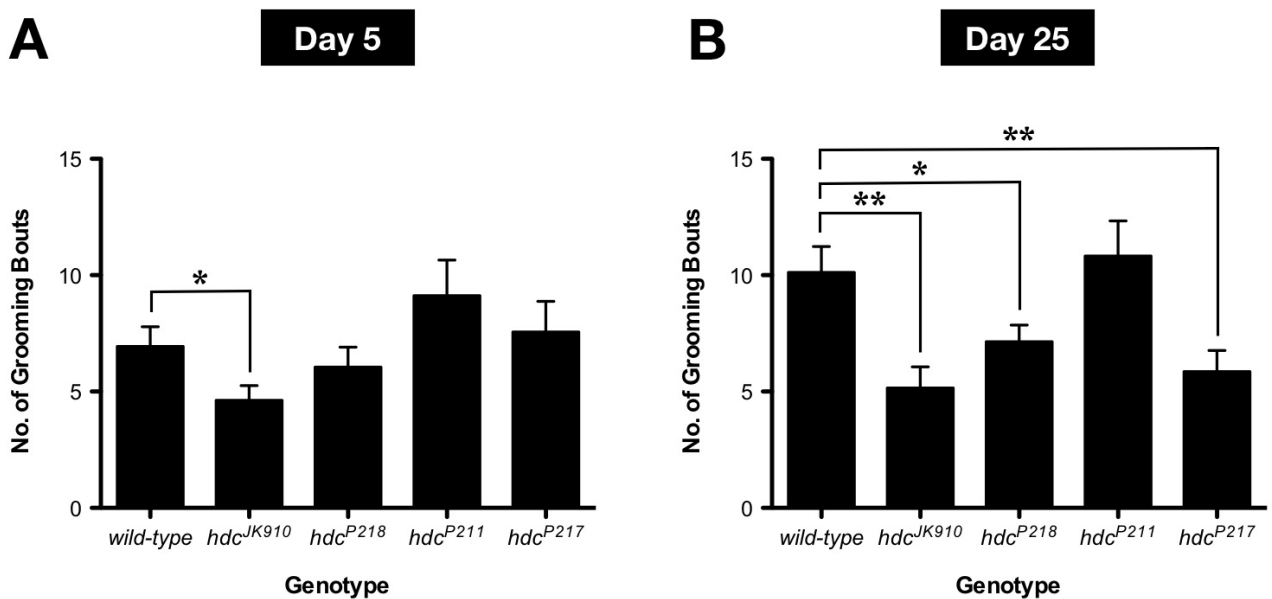 A
Day 5
No. of Grooming Bouts
15
10
5
0
*
wild-type hdcJK910 hdcP218 hdcP211 hdcP217
Genotype
B
Day 25
No. of Grooming Bouts
15
10
5
0
**
*
**
wild-type hdcJK910 hdcP218 hdcP211 hdcP217
Genotype